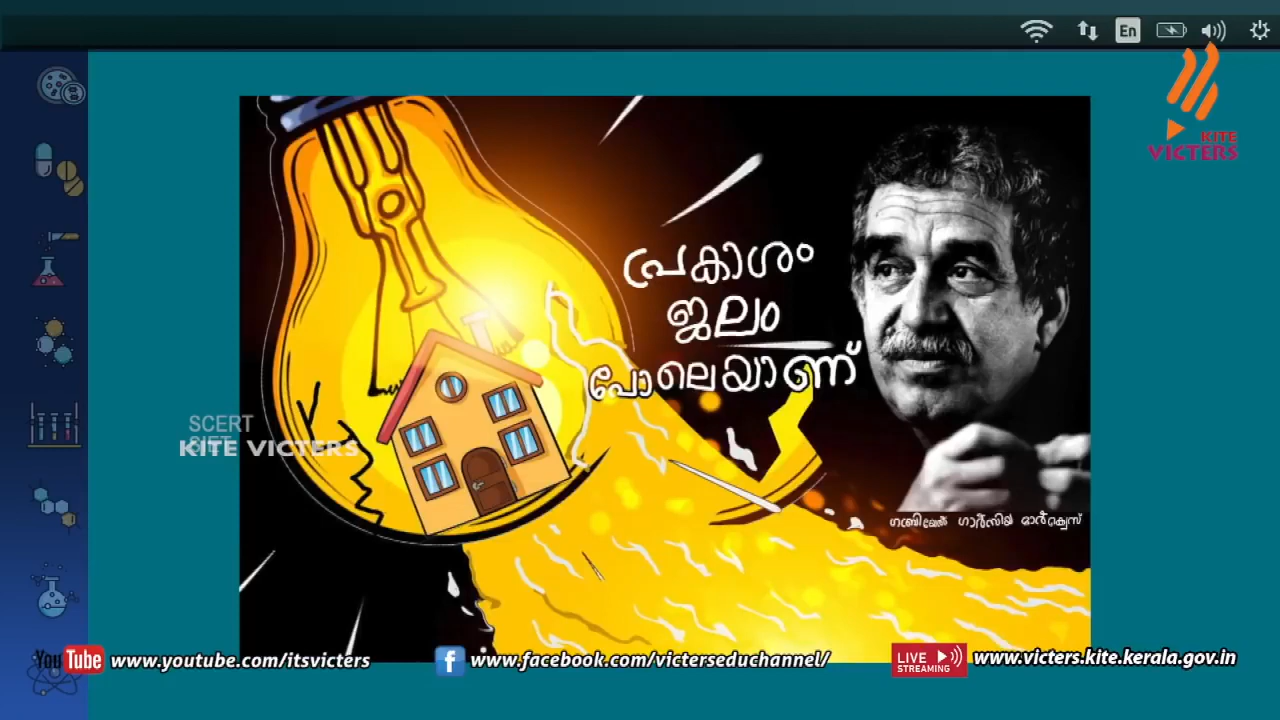 En
KITE
VICTERS
പ്രകാശം
ജലം
പോലെയാണ്
SCERT
KITE VICTERS
ഗബ്രിയേൽ ഗാർസിയ മാർക്വെസ്
YouTube www.youtube.com/itsvicters
f www.facebook.com/victerseduchannel/
LIVE STREAMING www.victers.kite.kerala.gov.in